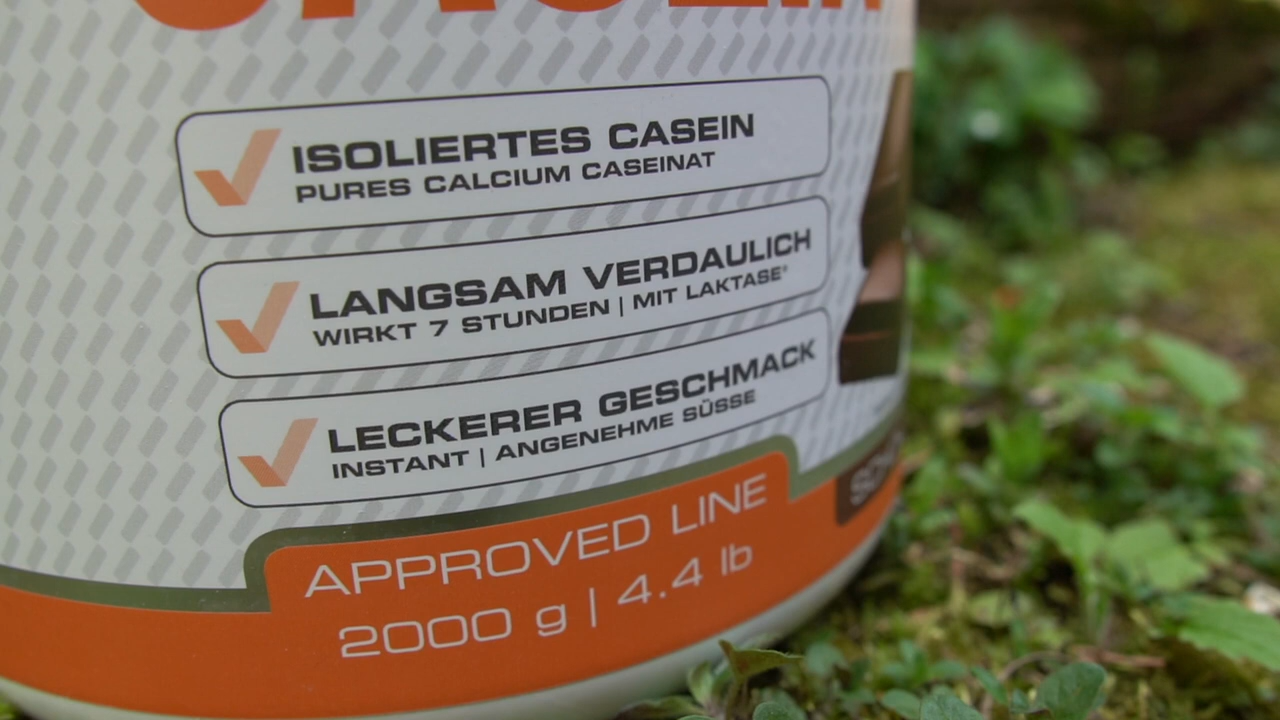 ISOLIERTES CASEIN
PURES CALCIUM CASEINAT
LANGSAM VERDAULICH
WIRKT 7 STUNDEN | MIT LAKTASE*
LECKERER GESCHMACK
INSTANT | ANGENEHME SÜSSE
APPROVED LINE
2000 g | 4.4 lb